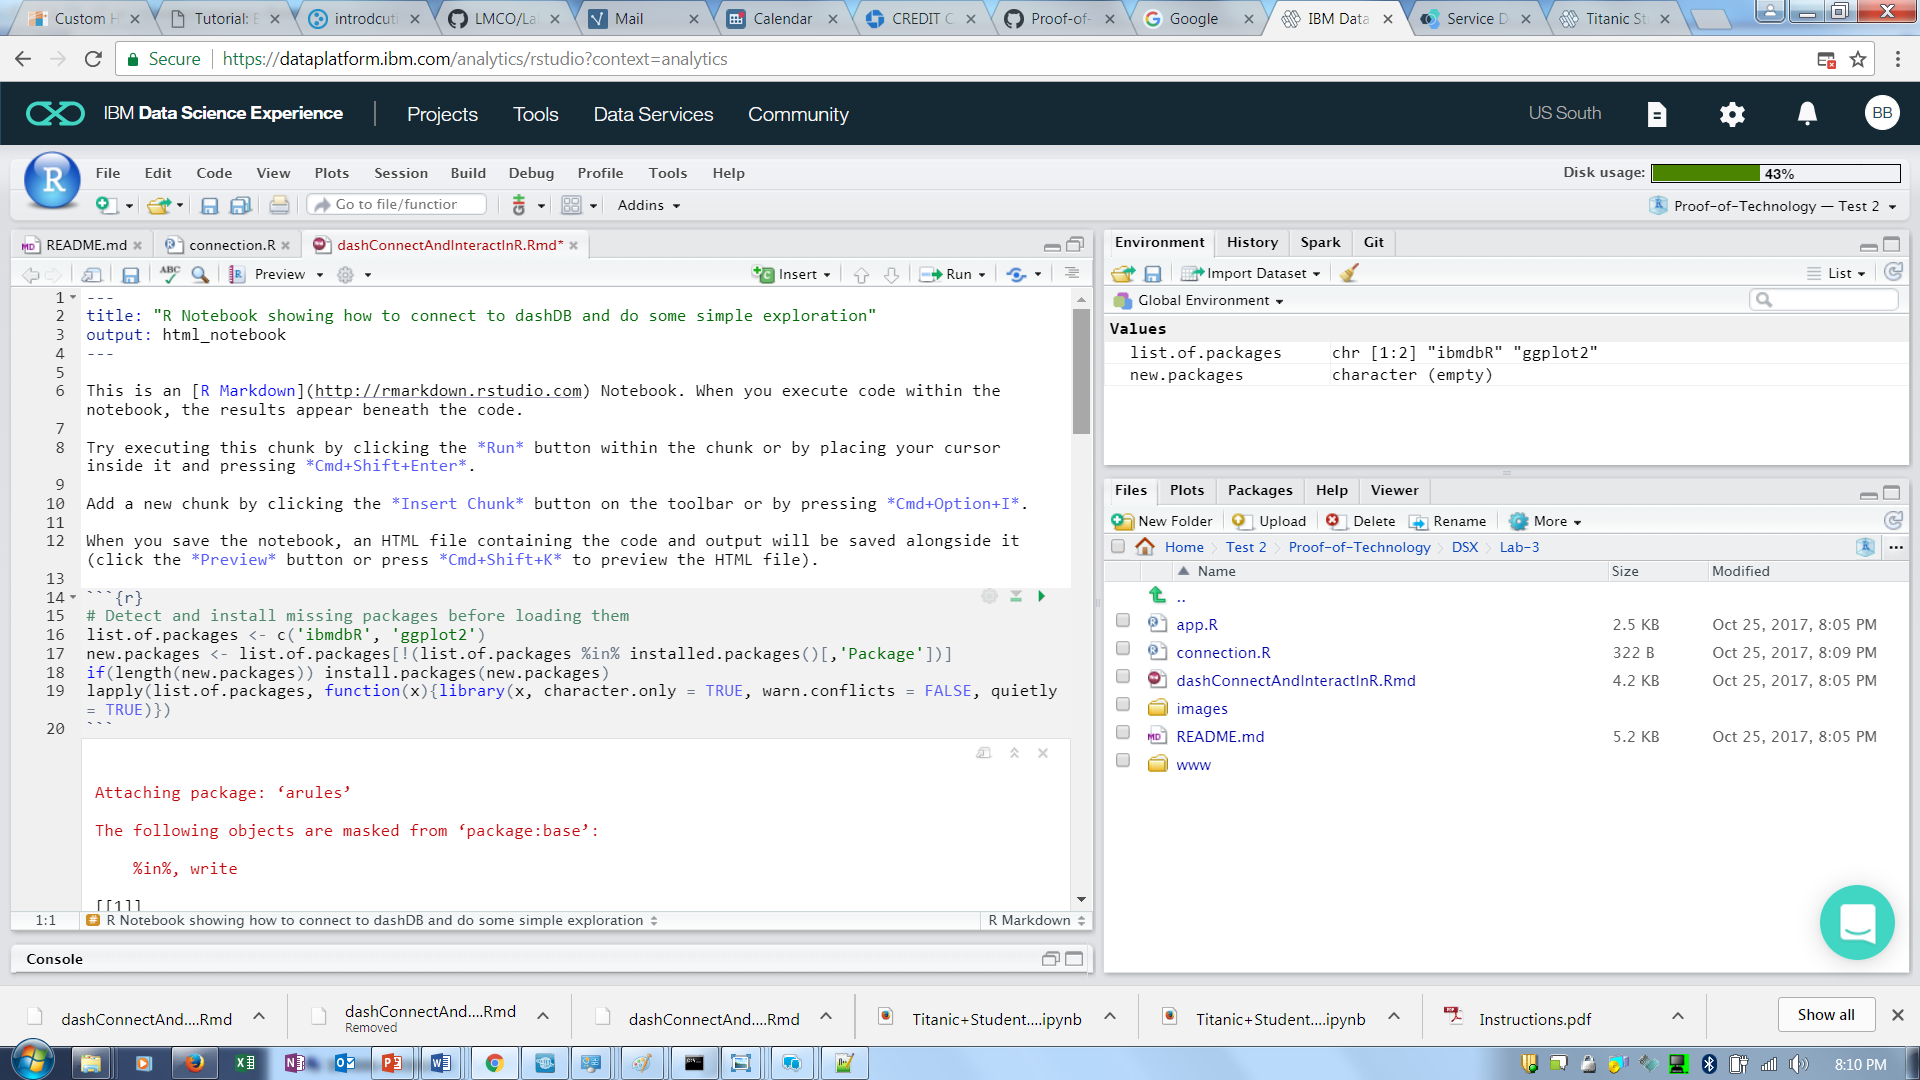 Custom H
Tutorial: E
introdcuti
LMCO/La
Mail
Calendar
CREDIT C
Proof-of-
Google
IBM Data
Service D
Titanic St
Secure
https://dataplatform.ibm.com/analytics/rstudio?context=analytics
IBM Data Science Experience
Projects
Tools
Data Services
Community
US South
BB
File Edit Code View Plots Session Build Debug Profile Tools Help
Disk usage: 43%
Go to file/function
Addins
Proof-of-Technology — Test 2
README.md
connection.R
dashConnectAndInteractInR.Rmd*
ABC
Preview
Insert
Run
1 ---
2 title: "R Notebook showing how to connect to dashDB and do some simple exploration"
3 output: html_notebook
4 ---
5
6 This is an [R Markdown](http://rmarkdown.rstudio.com) Notebook. When you execute code within the
notebook, the results appear beneath the code.
7
8 Try executing this chunk by clicking the *Run* button within the chunk or by placing your cursor
inside it and pressing *Cmd+Shift+Enter*.
9
10 Add a new chunk by clicking the *Insert Chunk* button on the toolbar or by pressing *Cmd+Option+I*.
11
12 When you save the notebook, an HTML file containing the code and output will be saved alongside it
(click the *Preview* button or press *Cmd+Shift+K* to preview the HTML file).
13
14 ```{r}
15 # Detect and install missing packages before loading them
16 list.of.packages <- c('ibmdbR', 'ggplot2')
17 new.packages <- list.of.packages[!(list.of.packages %in% installed.packages()[,'Package'])]
18 if(length(new.packages)) install.packages(new.packages)
19 lapply(list.of.packages, function(x){library(x, character.only = TRUE, warn.conflicts = FALSE, quietly
= TRUE)})
20 ```
Attaching package: ‘arules’
The following objects are masked from ‘package:base’:
%in%, write
[[1]]
1:1
R Notebook showing how to connect to dashDB and do some simple exploration
R Markdown
Console
Environment History Spark Git
Import Dataset
List
Global Environment
Values
list.of.packages chr [1:2] "ibmdbR" "ggplot2"
new.packages character (empty)
Files Plots Packages Help Viewer
New Folder Upload Delete Rename More
Home Test 2 Proof-of-Technology DSX Lab-3
Name Size Modified
..
app.R 2.5 KB Oct 25, 2017, 8:05 PM
connection.R 322 B Oct 25, 2017, 8:09 PM
dashConnectAndInteractInR.Rmd 4.2 KB Oct 25, 2017, 8:05 PM
images
README.md 5.2 KB Oct 25, 2017, 8:05 PM
www
dashConnectAnd....Rmd
dashConnectAnd....Rmd
Removed
dashConnectAnd....Rmd
Titanic+Student....ipynb
Titanic+Student....ipynb
Instructions.pdf
Show all
8:10 PM